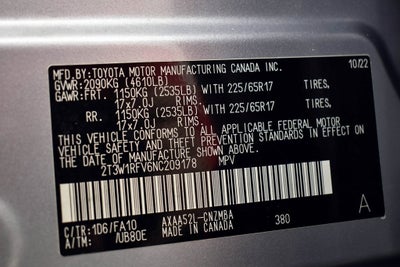 MFD.BY: TOYOTA MOTOR MANUFACTURING CANADA INC. 10/22
GVWR: 2090KG (4610LB)
GAWR: FRT. 1150KG (2535LB) WITH 225/65R17 TIRES,
17x7.0J RIMS,
RR. 1150KG (2535LB) WITH 225/65R17 TIRES,
17x7.0J RIMS,
THIS VEHICLE CONFORMS TO ALL APPLICABLE FEDERAL MOTOR
VEHICLE SAFETY AND THEFT PREVENTION STANDARDS IN EFFECT
ON THE DATE OF MANUFACTURE SHOWN ABOVE.
2T3W1RFV6NC209178 MPV
C/TR: 1D6/FA10 AXAA52L-CNZMBA 380 A
A/TM: /UB80E MADE IN CANADA